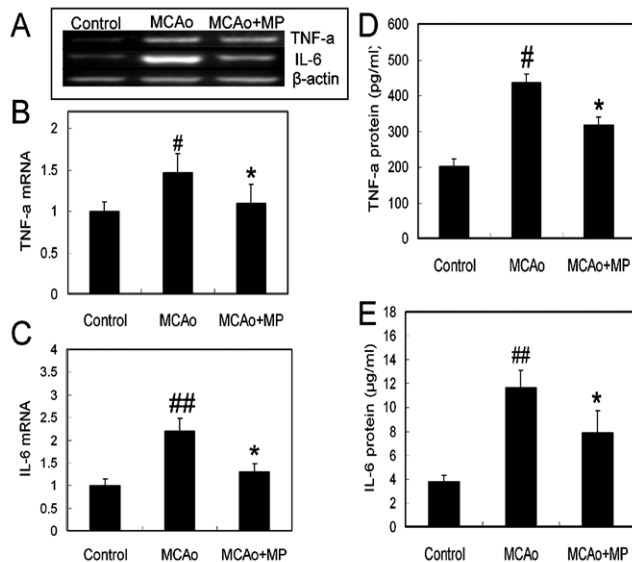 A
Control MCAo MCAo+MP
TNF-a
IL-6
β-actin
B
TNF-a mRNA
2
1.5
1
0.5
0
#
*
Control MCAo MCAo+MP
C
IL-6 mRNA
4
3.5
3
2.5
2
1.5
1
0.5
0
##
*
Control MCAo MCAo+MP
D
TNF-a protein (pg/ml)
600
500
400
300
200
100
0
#
*
Control MCAo MCAo+MP
E
IL-6 protein (µg/ml)
18
16
14
12
10
8
6
4
2
0
##
*
Control MCAo MCAo+MP